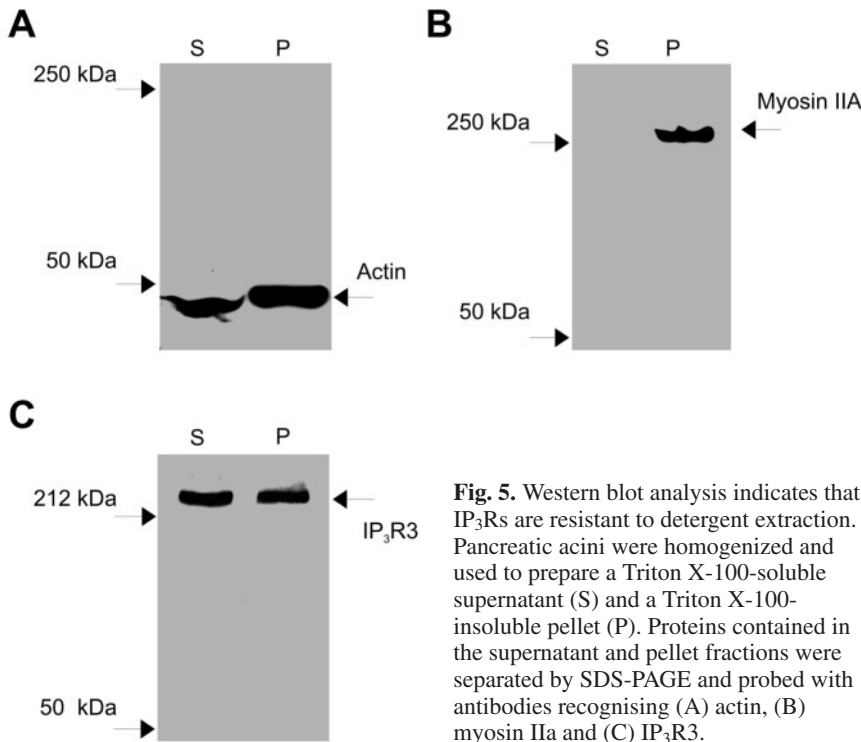 A
S P
250 kDa
50 kDa
Actin
B
S P
Myosin IIA
250 kDa
50 kDa
C
S P
212 kDa
IP₃R3
50 kDa
Fig. 5. Western blot analysis indicates that
IP₃Rs are resistant to detergent extraction.
Pancreatic acini were homogenized and
used to prepare a Triton X-100-soluble
supernatant (S) and a Triton X-100-
insoluble pellet (P). Proteins contained in
the supernatant and pellet fractions were
separated by SDS-PAGE and probed with
antibodies recognising (A) actin, (B)
myosin IIa and (C) IP₃R3.